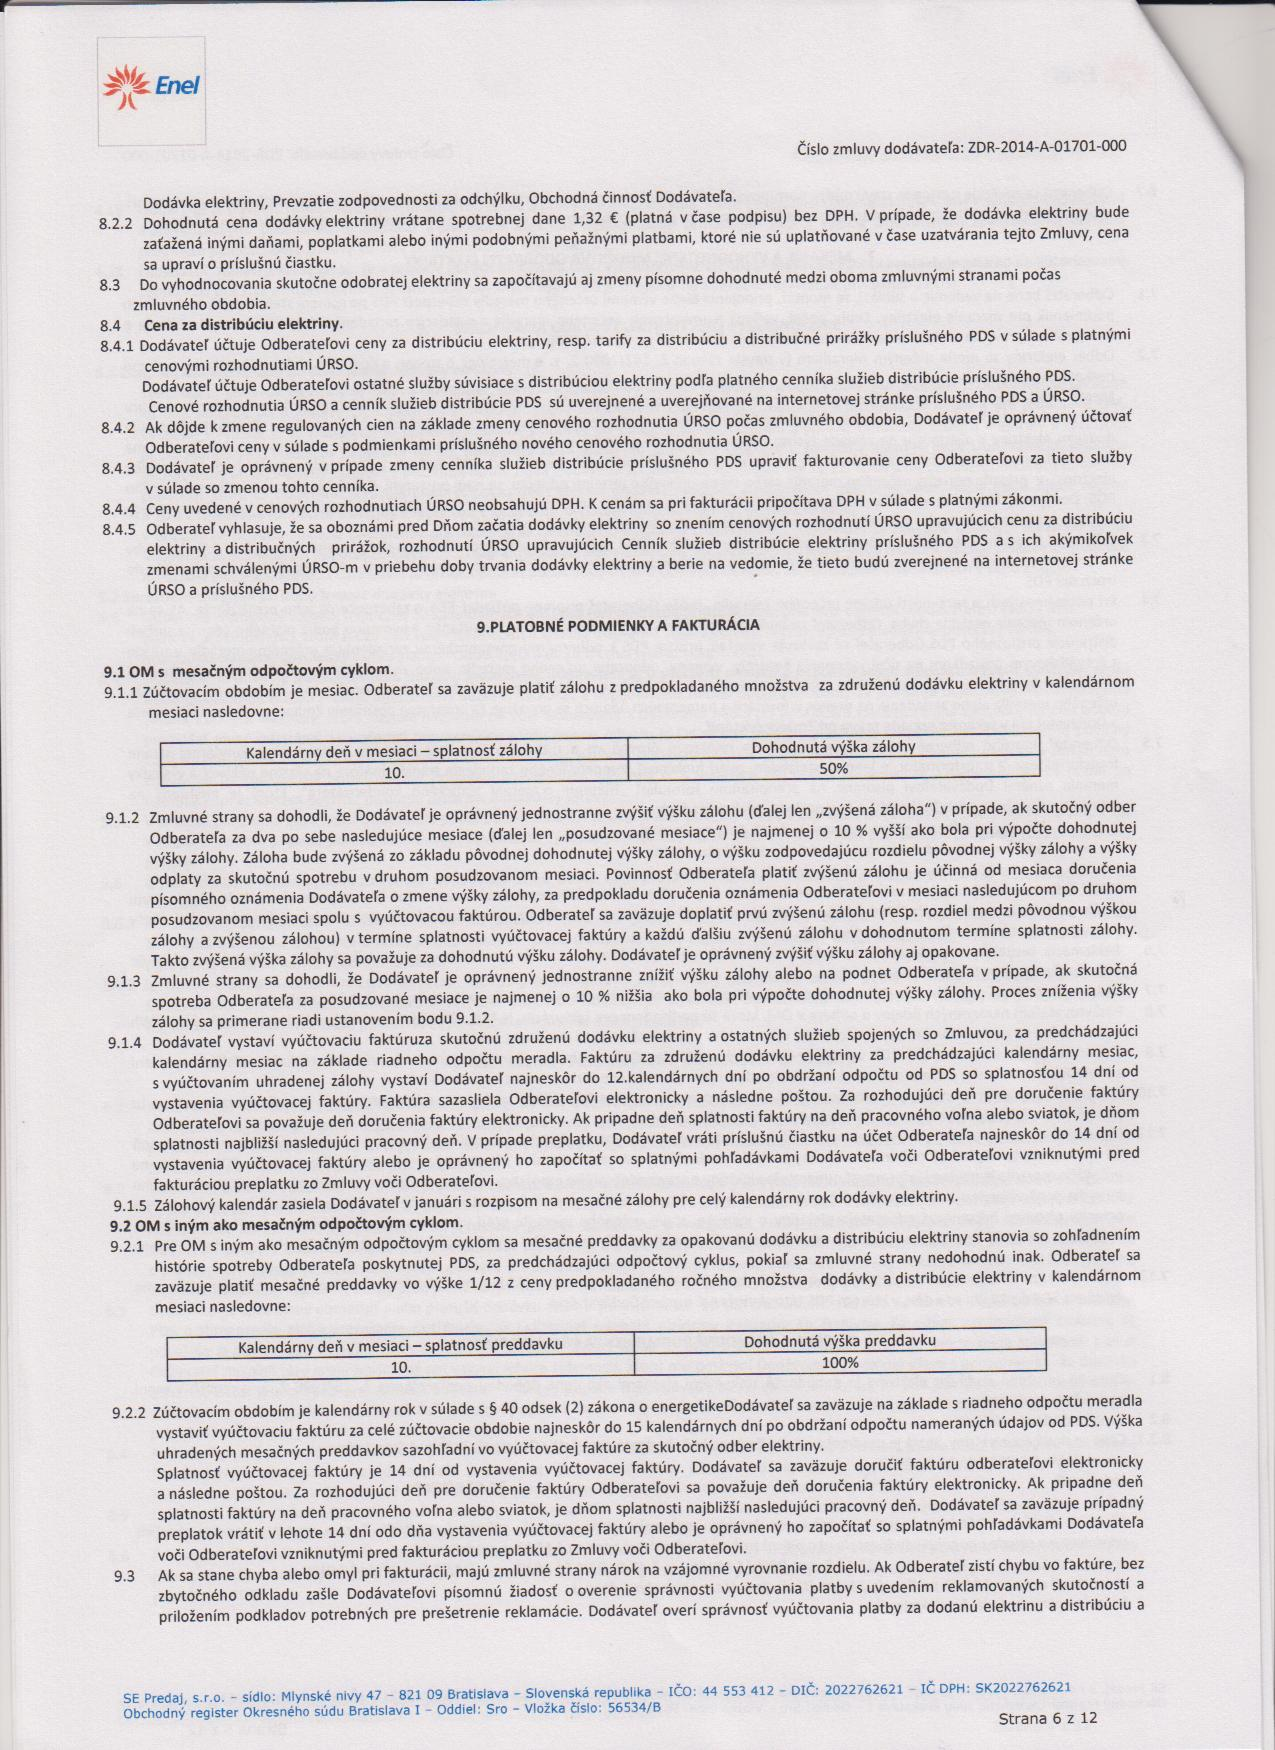 Enel
Číslo zmluvy dodávateľa: ZDR-2014-A-01701-000
Dodávka elektriny, Prevzatie zodpovednosti za odchýlku, Obchodná činnosť Dodávateľa.
8.2.2 Dohodnutá cena dodávky elektriny vrátane spotrebnej dane 1,32 € (platná v čase podpisu) bez DPH. V prípade, že dodávka elektriny bude
zaťažená inými daňami, poplatkami alebo inými podobnými peňažnými platbami, ktoré nie sú uplatňované v čase uzatvárania tejto Zmluvy, cena
sa upraví o príslušnú čiastku.
8.3 Do vyhodnocovania skutočne odobratej elektriny sa započítavajú aj zmeny písomne dohodnuté medzi oboma zmluvnými stranami počas
zmluvného obdobia.
8.4 Cena za distribúciu elektriny.
8.4.1 Dodávateľ účtuje Odberateľovi ceny za distribúciu elektriny, resp. tarify za distribúciu a distribučné prirážky príslušného PDS v súlade s platnými
cenovými rozhodnutiami ÚRSO.
Dodávateľ účtuje Odberateľovi ostatné služby súvisiace s distribúciou elektriny podľa platného cenníka služieb distribúcie príslušného PDS.
Cenové rozhodnutia ÚRSO a cenník služieb distribúcie PDS sú uverejnené a uverejňované na internetovej stránke príslušného PDS a ÚRSO.
8.4.2 Ak dôjde k zmene regulovaných cien na základe zmeny cenového rozhodnutia ÚRSO počas zmluvného obdobia, Dodávateľ je oprávnený účtovať
Odberateľovi ceny v súlade s podmienkami príslušného nového cenového rozhodnutia ÚRSO.
8.4.3 Dodávateľ je oprávnený v prípade zmeny cenníka služieb distribúcie príslušného PDS upraviť fakturovanie ceny Odberateľovi za tieto služby
v súlade so zmenou tohto cenníka.
8.4.4 Ceny uvedené v cenových rozhodnutiach ÚRSO neobsahujú DPH. K cenám sa pri fakturácii pripočítava DPH v súlade s platnými zákonmi.
8.4.5 Odberateľ vyhlasuje, že sa oboznámi pred Dňom začatia dodávky elektriny so znením cenových rozhodnutí ÚRSO upravujúcich cenu za distribúciu
elektriny a distribučných prirážok, rozhodnutí ÚRSO upravujúcich Cenník služieb distribúcie elektriny príslušného PDS a s ich akýmikoľvek
zmenami schválenými ÚRSO-m v priebehu doby trvania dodávky elektriny a berie na vedomie, že tieto budú zverejnené na internetovej stránke
ÚRSO a príslušného PDS.
9.PLATOBNÉ PODMIENKY A FAKTURÁCIA
9.1 OM s mesačným odpočtovým cyklom.
9.1.1 Zúčtovacím obdobím je mesiac. Odberateľ sa zaväzuje platiť zálohu z predpokladaného množstva za združenú dodávku elektriny v kalendárnom
mesiaci nasledovne:
Kalendárny deň v mesiaci – splatnosť zálohy Dohodnutá výška zálohy
10. 50%
9.1.2 Zmluvné strany sa dohodli, že Dodávateľ je oprávnený jednostranne zvýšiť výšku zálohu (ďalej len „zvýšená záloha“) v prípade, ak skutočný odber
Odberateľa za dva po sebe nasledujúce mesiace (ďalej len „posudzované mesiace“) je najmenej o 10 % vyšší ako bola pri výpočte dohodnutej
výšky zálohy. Záloha bude zvýšená zo základu pôvodnej dohodnutej výšky zálohy, o výšku zodpovedajúcu rozdielu pôvodnej výšky zálohy a výšky
odplaty za skutočnú spotrebu v druhom posudzovanom mesiaci. Povinnosť Odberateľa platiť zvýšenú zálohu je účinná od mesiaca doručenia
písomného oznámenia Dodávateľa o zmene výšky zálohy, za predpokladu doručenia oznámenia Odberateľovi v mesiaci nasledujúcom po druhom
posudzovanom mesiaci spolu s vyúčtovacou faktúrou. Odberateľ sa zaväzuje doplatiť prvú zvýšenú zálohu (resp. rozdiel medzi pôvodnou výškou
zálohy a zvýšenou zálohou) v termíne splatnosti vyúčtovacej faktúry a každú ďalšiu zvýšenú zálohu v dohodnutom termíne splatnosti zálohy.
Takto zvýšená výška zálohy sa považuje za dohodnutú výšku zálohy. Dodávateľ je oprávnený zvýšiť výšku zálohy aj opakovane.
9.1.3 Zmluvné strany sa dohodli, že Dodávateľ je oprávnený jednostranne znížiť výšku zálohy alebo na podnet Odberateľa v prípade, ak skutočná
spotreba Odberateľa za posudzované mesiace je najmenej o 10 % nižšia ako bola pri výpočte dohodnutej výšky zálohy. Proces zníženia výšky
zálohy sa primerane riadi ustanovením bodu 9.1.2.
9.1.4 Dodávateľ vystaví vyúčtovaciu faktúruza skutočnú združenú dodávku elektriny a ostatných služieb spojených so Zmluvou, za predchádzajúci
kalendárny mesiac na základe riadneho odpočtu meradla. Faktúru za združenú dodávku elektriny za predchádzajúci kalendárny mesiac,
s vyúčtovaním uhradenej zálohy vystaví Dodávateľ najneskôr do 12.kalendárnych dní po obdržaní odpočtu od PDS so splatnosťou 14 dní od
vystavenia vyúčtovacej faktúry. Faktúra sazasliela Odberateľovi elektronicky a následne poštou. Za rozhodujúci deň pre doručenie faktúry
Odberateľovi sa považuje deň doručenia faktúry elektronicky. Ak pripadne deň splatnosti faktúry na deň pracovného voľna alebo sviatok, je dňom
splatnosti najbližší nasledujúci pracovný deň. V prípade preplatku, Dodávateľ vráti príslušnú čiastku na účet Odberateľa najneskôr do 14 dní od
vystavenia vyúčtovacej faktúry alebo je oprávnený ho započítať so splatnými pohľadávkami Dodávateľa voči Odberateľovi vzniknutými pred
fakturáciou preplatku zo Zmluvy voči Odberateľovi.
9.1.5 Zálohový kalendár zasiela Dodávateľ v januári s rozpisom na mesačné zálohy pre celý kalendárny rok dodávky elektriny.
9.2 OM s iným ako mesačným odpočtovým cyklom.
9.2.1 Pre OM s iným ako mesačným odpočtovým cyklom sa mesačné preddavky za opakovanú dodávku a distribúciu elektriny stanovia so zohľadnením
histórie spotreby Odberateľa poskytnutej PDS, za predchádzajúci odpočtový cyklus, pokiaľ sa zmluvné strany nedohodnú inak. Odberateľ sa
zaväzuje platiť mesačné preddavky vo výške 1/12 z ceny predpokladaného ročného množstva dodávky a distribúcie elektriny v kalendárnom
mesiaci nasledovne:
Kalendárny deň v mesiaci – splatnosť preddavku Dohodnutá výška preddavku
10. 100%
9.2.2 Zúčtovacím obdobím je kalendárny rok v súlade s § 40 odsek (2) zákona o energetikeDodávateľ sa zaväzuje na základe s riadneho odpočtu meradla
vystaviť vyúčtovaciu faktúru za celé zúčtovacie obdobie najneskôr do 15 kalendárnych dní po obdržaní odpočtu nameraných údajov od PDS. Výška
uhradených mesačných preddavkov sazohľadní vo vyúčtovacej faktúre za skutočný odber elektriny.
Splatnosť vyúčtovacej faktúry je 14 dní od vystavenia vyúčtovacej faktúry. Dodávateľ sa zaväzuje doručiť faktúru odberateľovi elektronicky
a následne poštou. Za rozhodujúci deň pre doručenie faktúry Odberateľovi sa považuje deň doručenia faktúry elektronicky. Ak pripadne deň
splatnosti faktúry na deň pracovného voľna alebo sviatok, je dňom splatnosti najbližší nasledujúci pracovný deň. Dodávateľ sa zaväzuje prípadný
preplatok vrátiť v lehote 14 dní odo dňa vystavenia vyúčtovacej faktúry alebo je oprávnený ho započítať so splatnými pohľadávkami Dodávateľa
voči Odberateľovi vzniknutými pred fakturáciou preplatku zo Zmluvy voči Odberateľovi.
9.3 Ak sa stane chyba alebo omyl pri fakturácii, majú zmluvné strany nárok na vzájomné vyrovnanie rozdielu. Ak Odberateľ zistí chybu vo faktúre, bez
zbytočného odkladu zašle Dodávateľovi písomnú žiadosť o overenie správnosti vyúčtovania platby s uvedením reklamovaných skutočností a
priložením podkladov potrebných pre prešetrenie reklamácie. Dodávateľ overí správnosť vyúčtovania platby za dodanú elektrinu a distribúciu a
SE Predaj, s.r.o. – sídlo: Mlynské nivy 47 – 821 09 Bratislava – Slovenská republika – IČO: 44 553 412 – DIČ: 2022762621 – IČ DPH: SK2022762621
Obchodný register Okresného súdu Bratislava I – Oddiel: Sro – Vložka číslo: 56534/B
Strana 6 z 12